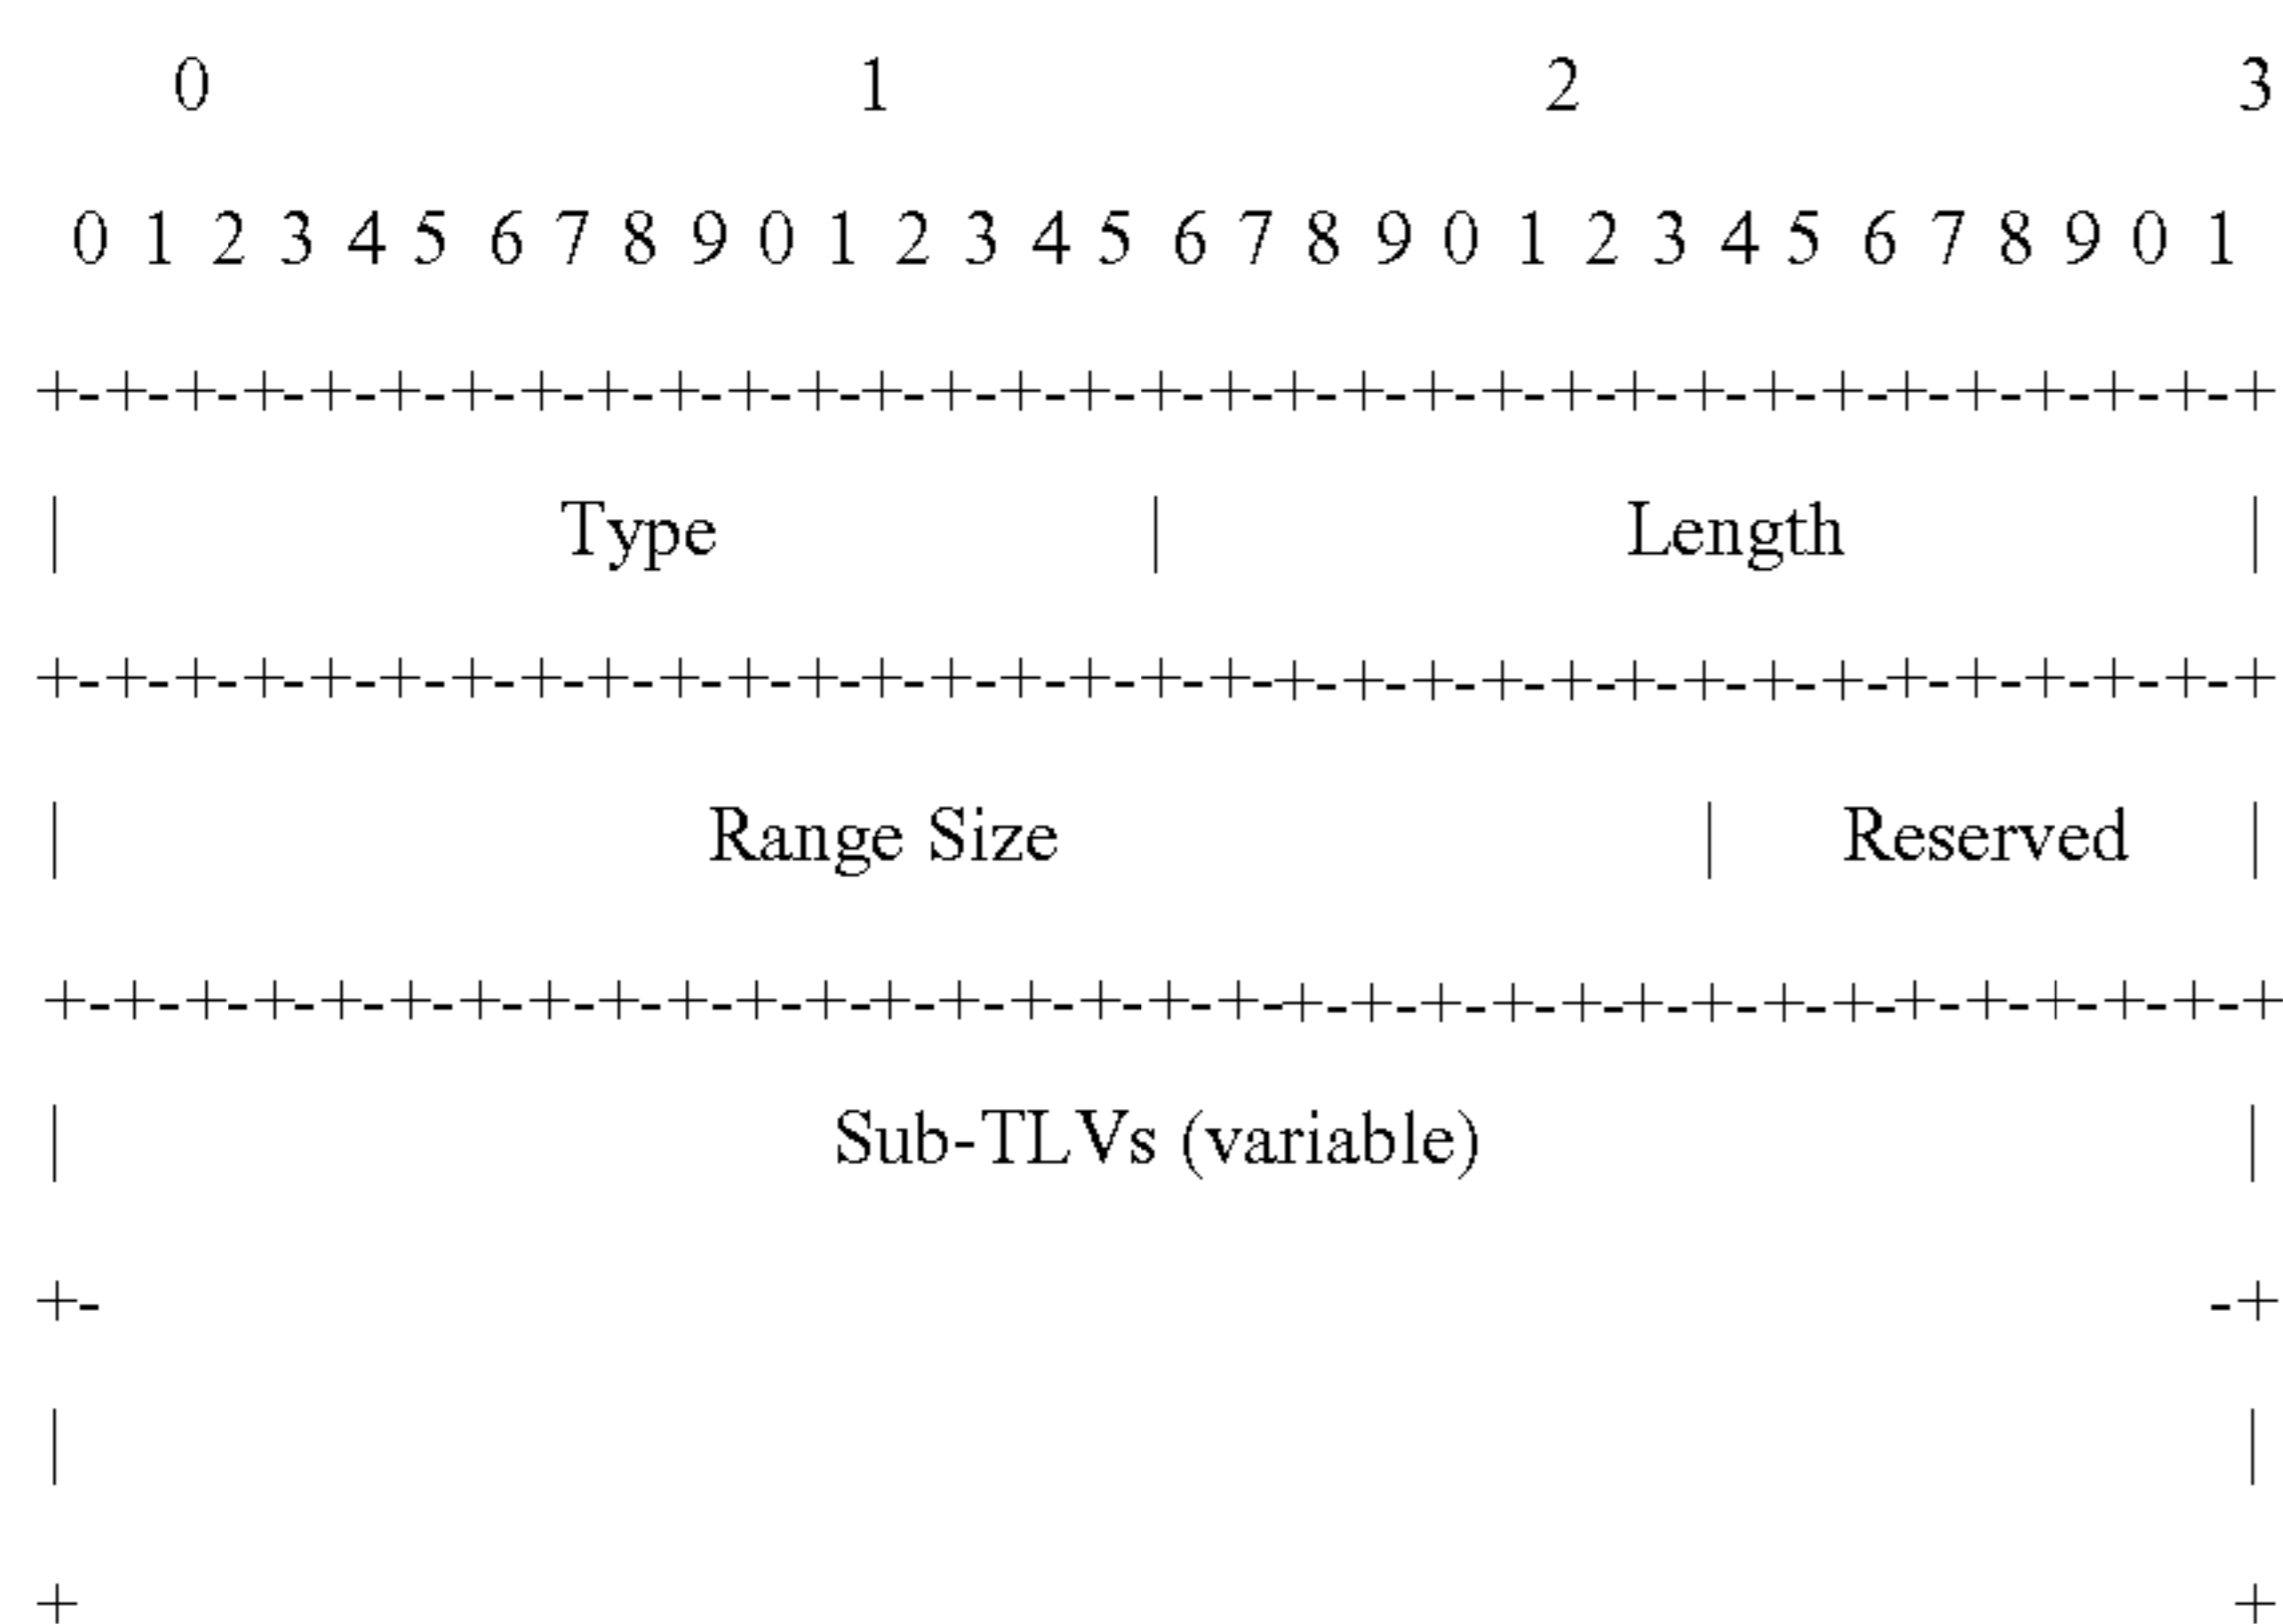 0 1 2 3
0 1 2 3 4 5 6 7 8 9 0 1 2 3 4 5 6 7 8 9 0 1 2 3 4 5 6 7 8 9 0 1
+-+-+-+-+-+-+-+-+-+-+-+-+-+-+-+-+-+-+-+-+-+-+-+-+-+-+-+-+-+-+-+-+
| Type | Length |
+-+-+-+-+-+-+-+-+-+-+-+-+-+-+-+-+-+-+-+-+-+-+-+-+-+-+-+-+-+-+-+-+
| Range Size | Reserved |
+-+-+-+-+-+-+-+-+-+-+-+-+-+-+-+-+-+-+-+-+-+-+-+-+-+-+-+-+-+-+-+-+
| Sub-TLVs (variable) |
+- -+
| |
+ +